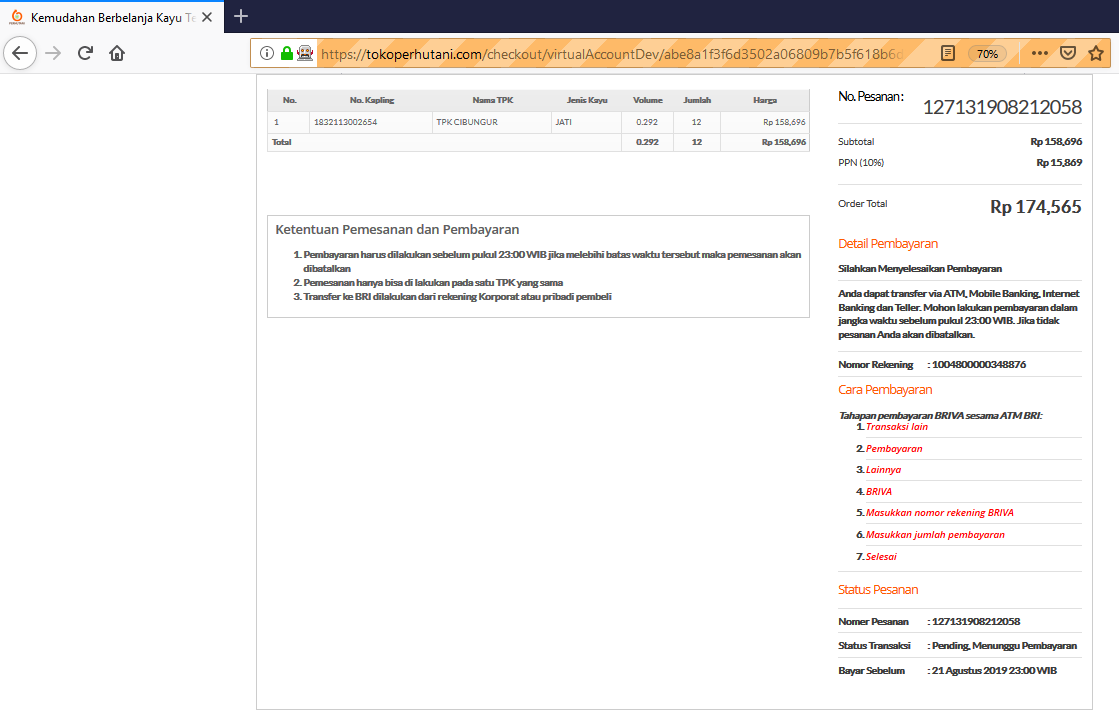 Kemudahan Berbelanja Kayu Te
https://tokoperhutani.com/checkout/virtualAccountDev/abe8a1f3f6d3502a06809b7b5f618b6d
70%
No. No. Kapling Nama TPK Jenis Kayu Volume Jumlah Harga
1 1832113002654 TPK CIBUNGUR JATI 0.292 12 Rp 158,696
Total 0.292 12 Rp 158,696
Ketentuan Pemesanan dan Pembayaran
1. Pembayaran harus dilakukan sebelum pukul 23:00 WIB jika melebihi batas waktu tersebut maka pemesanan akan
dibatalkan
2. Pemesanan hanya bisa di lakukan pada satu TPK yang sama
3. Transfer ke BRI dilakukan dari rekening Korporat atau pribadi pembeli
No. Pesanan :
127131908212058
Subtotal Rp 158,696
PPN (10%) Rp 15,869
Order Total Rp 174,565
Detail Pembayaran
Silahkan Menyelesaikan Pembayaran
Anda dapat transfer via ATM, Mobile Banking, Internet
Banking dan Teller. Mohon lakukan pembayaran dalam
jangka waktu sebelum pukul 23:00 WIB. Jika tidak
pesanan Anda akan dibatalkan.
Nomor Rekening : 1004800000348876
Cara Pembayaran
Tahapan pembayaran BRIVA sesama ATM BRI:
1. Transaksi lain
2. Pembayaran
3. Lainnya
4. BRIVA
5. Masukkan nomor rekening BRIVA
6. Masukkan jumlah pembayaran
7. Selesai
Status Pesanan
Nomer Pesanan : 127131908212058
Status Transaksi : Pending, Menunggu Pembayaran
Bayar Sebelum : 21 Agustus 2019 23:00 WIB